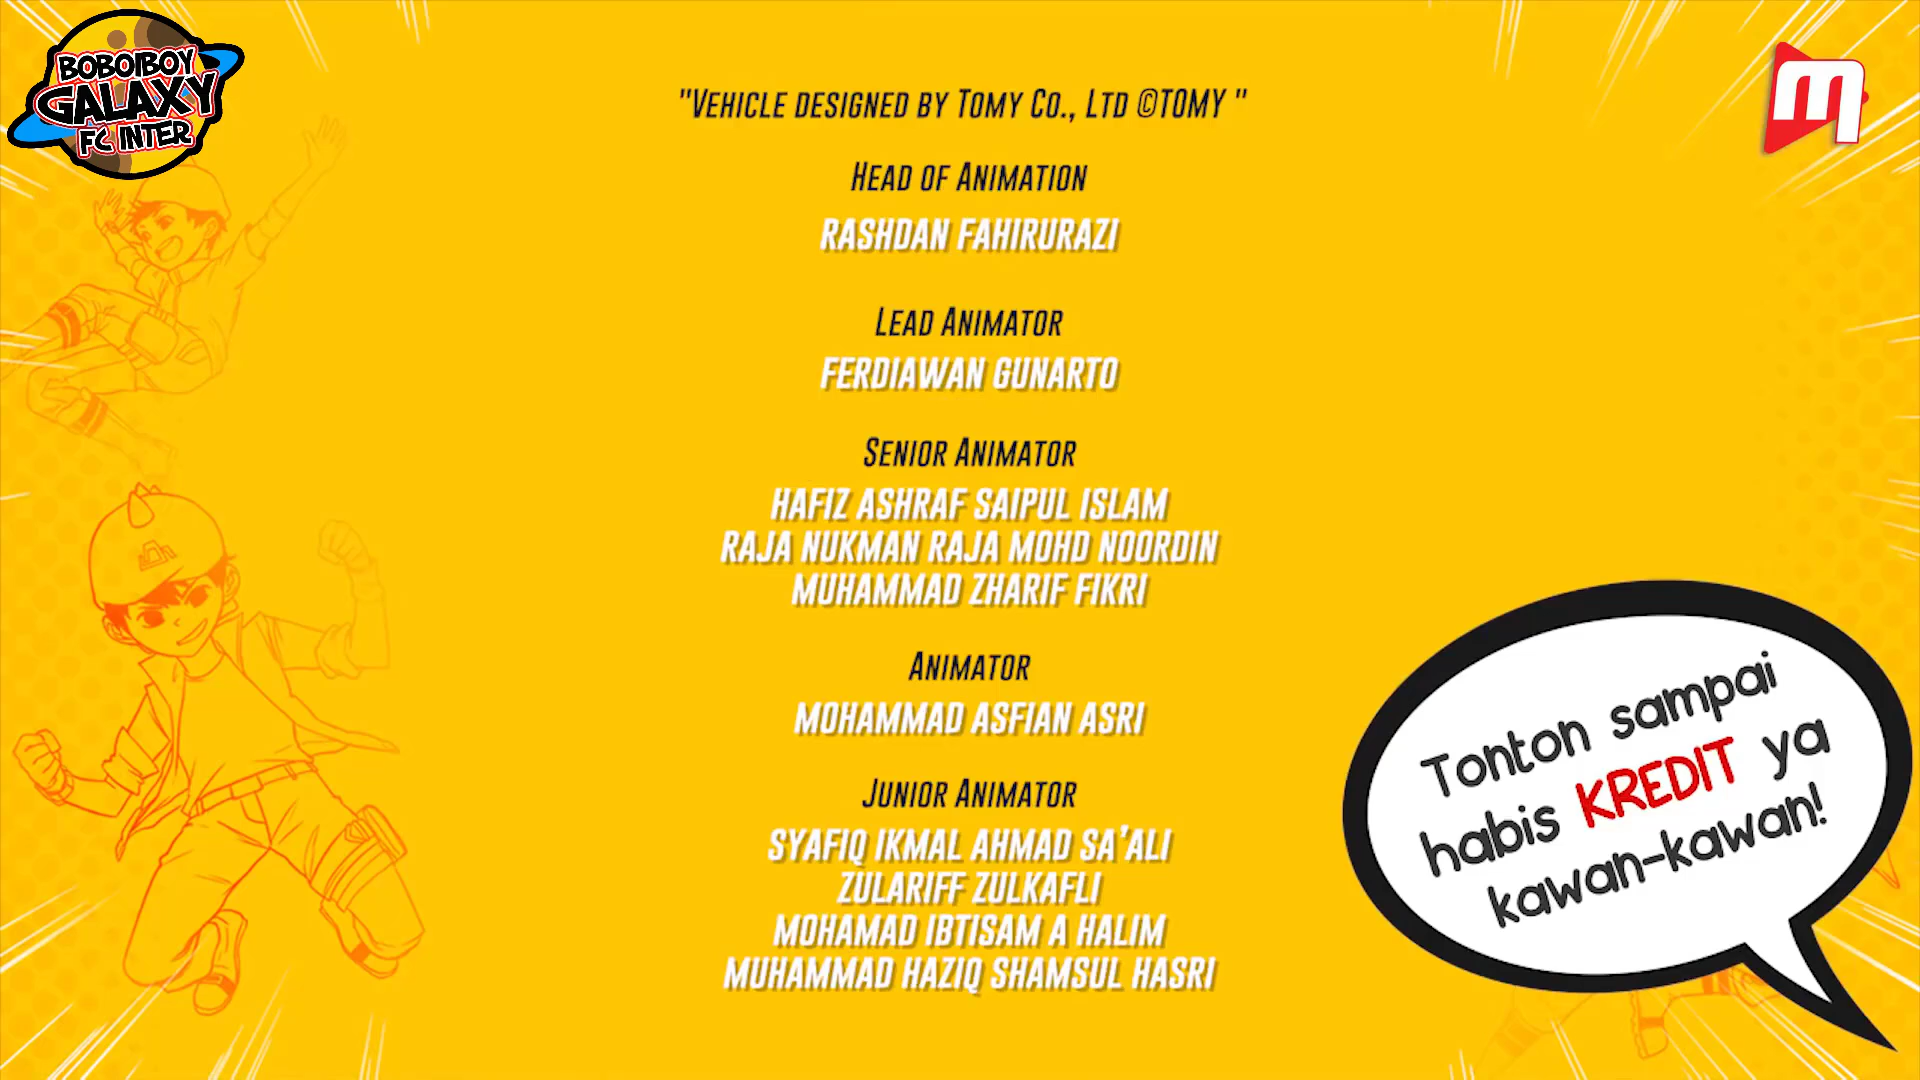 BOBOIBOY
GALAXY
FC INTER
"VEHICLE DESIGNED BY TOMY CO., LTD ©TOMY "
HEAD OF ANIMATION
RASHDAN FAHIRURAZI
LEAD ANIMATOR
FERDIAWAN GUNARTO
SENIOR ANIMATOR
HAFIZ ASHRAF SAIPUL ISLAM
RAJA NUKMAN RAJA MOHD NOORDIN
MUHAMMAD ZHARIF FIKRI
ANIMATOR
MOHAMMAD ASFIAN ASRI
JUNIOR ANIMATOR
SYAFIQ IKMAL AHMAD SA'ALI
ZULARIFF ZULKAFLI
MOHAMAD IBTISAM A HALIM
MUHAMMAD HAZIQ SHAMSUL HASRI
Tonton sampai
habis KREDIT ya
kawan-kawan!